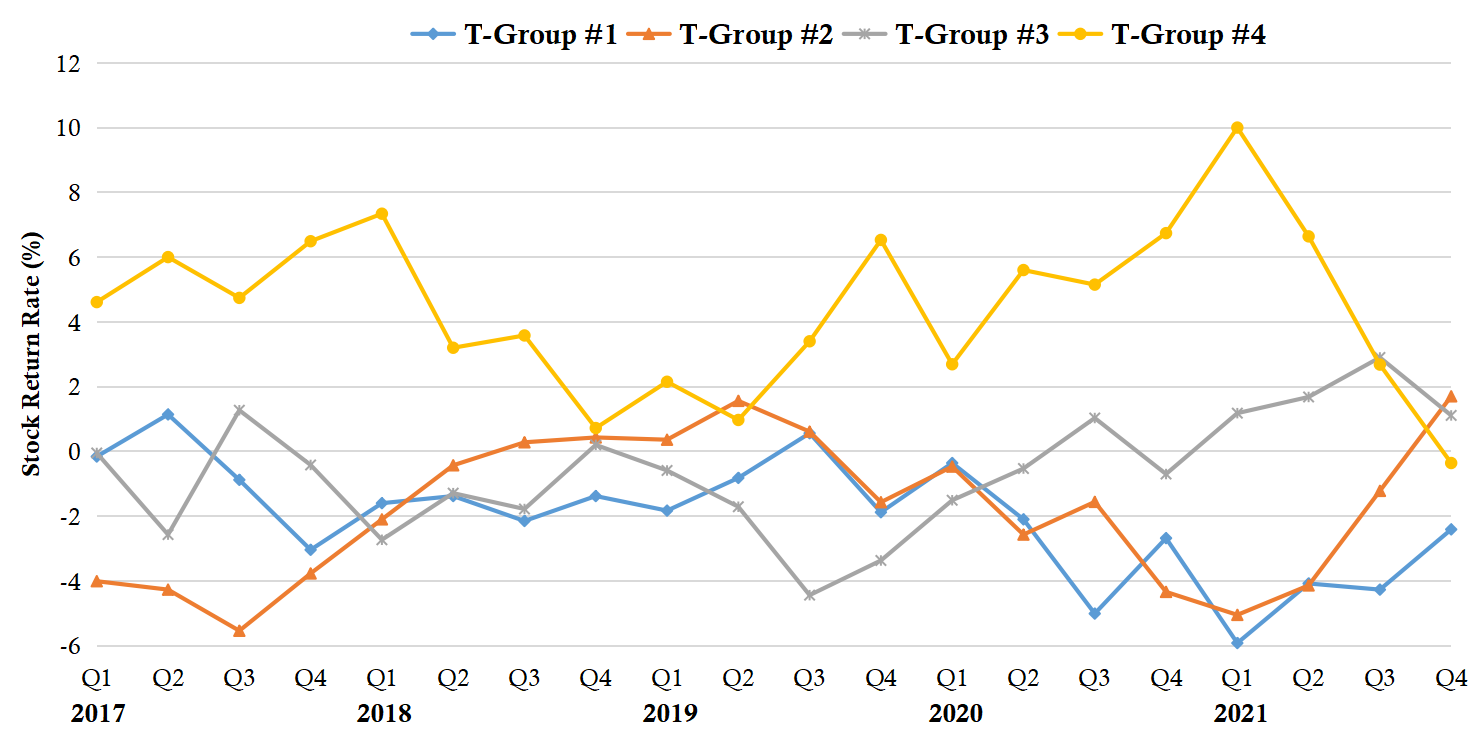 T-Group #1 T-Group #2 T-Group #3 T-Group #4
12
10
8
6
4
2
0
-2
-4
-6
Stock Return Rate (%)
Q1 Q2 Q3 Q4 Q1 Q2 Q3 Q4 Q1 Q2 Q3 Q4 Q1 Q2 Q3 Q4 Q1 Q2 Q3 Q4
2017 2018 2019 2020 2021